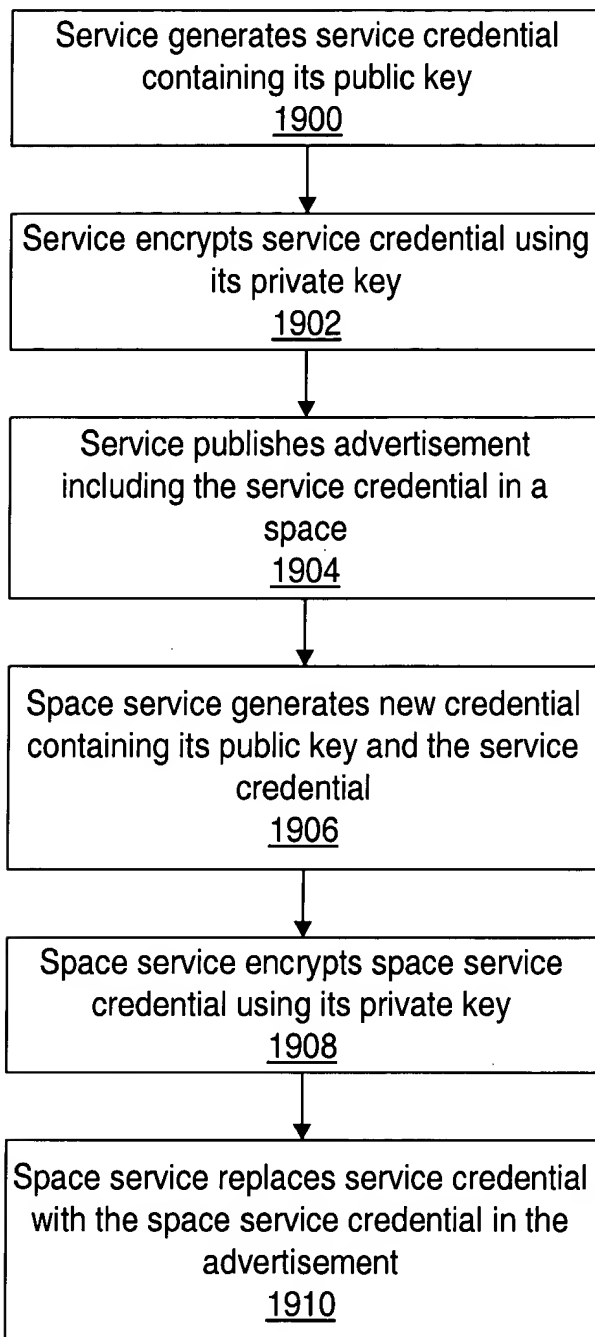 Service generates service credential
containing its public key
1900
Service encrypts service credential using
its private key
1902
Service publishes advertisement
including the service credential in a
space
1904
Space service generates new credential
containing its public key and the service
credential
1906
Space service encrypts space service
credential using its private key
1908
Space service replaces service credential
with the space service credential in the
advertisement
1910